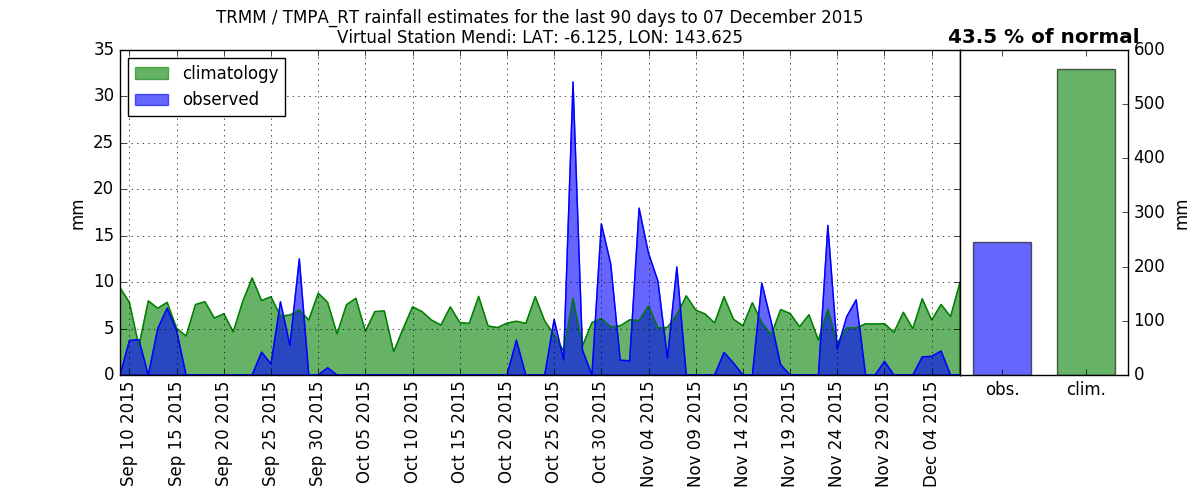 TRMM / TMPA_RT rainfall estimates for the last 90 days to 07 December 2015
Virtual Station Mendi: LAT: -6.125, LON: 143.625
43.5 % of normal
climatology
observed
35
30
25
20
15
10
5
0
mm
Sep 10 2015
Sep 15 2015
Sep 20 2015
Sep 25 2015
Sep 30 2015
Oct 05 2015
Oct 10 2015
Oct 15 2015
Oct 20 2015
Oct 25 2015
Oct 30 2015
Nov 04 2015
Nov 09 2015
Nov 14 2015
Nov 19 2015
Nov 24 2015
Nov 29 2015
Dec 04 2015
obs.
clim.
600
500
400
300
200
100
0
mm